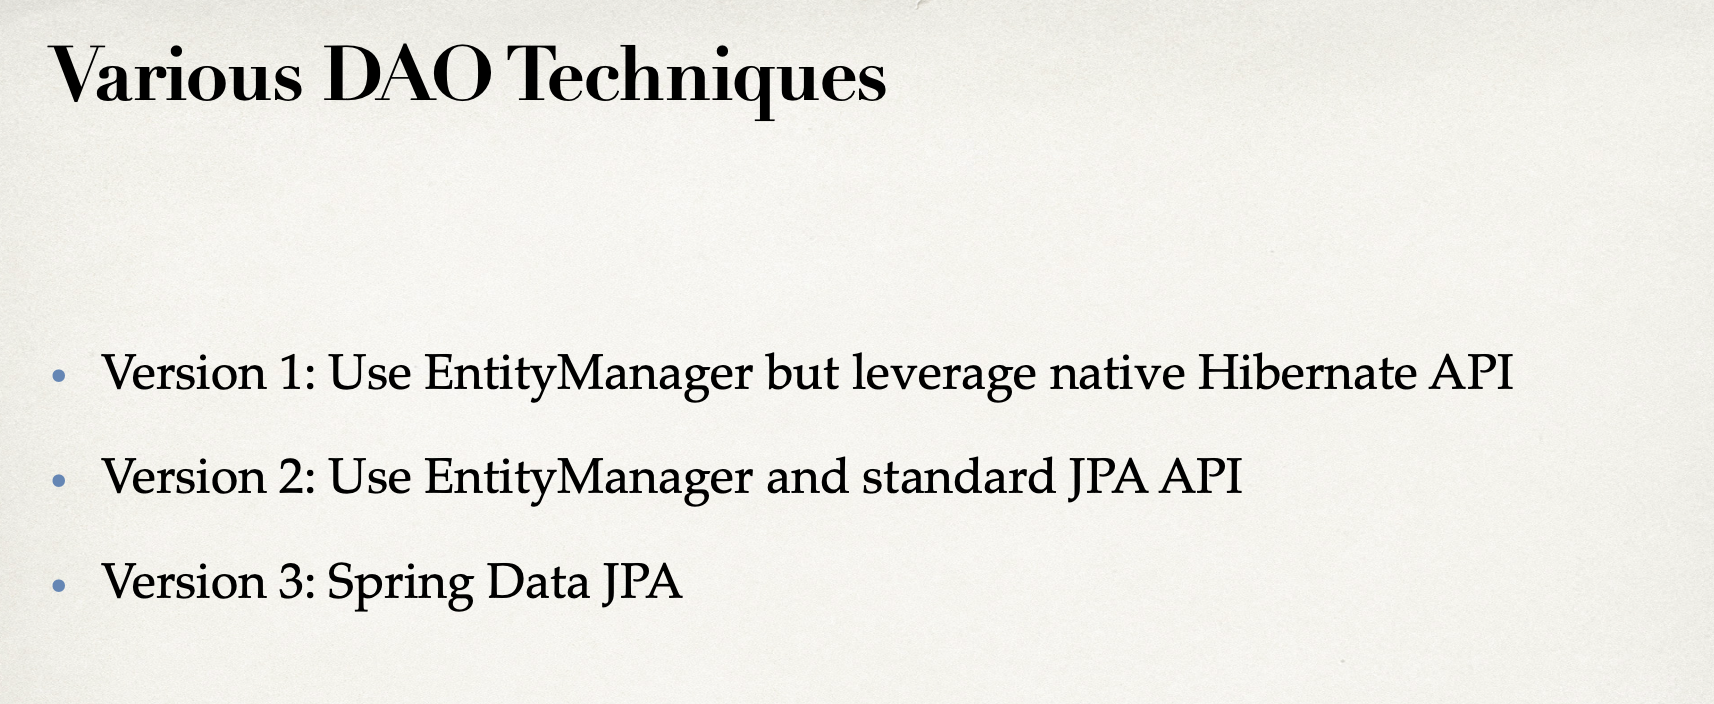 Various DAO Techniques
• Version 1: Use EntityManager but leverage native Hibernate API
• Version 2: Use EntityManager and standard JPA API
• Version 3: Spring Data JPA